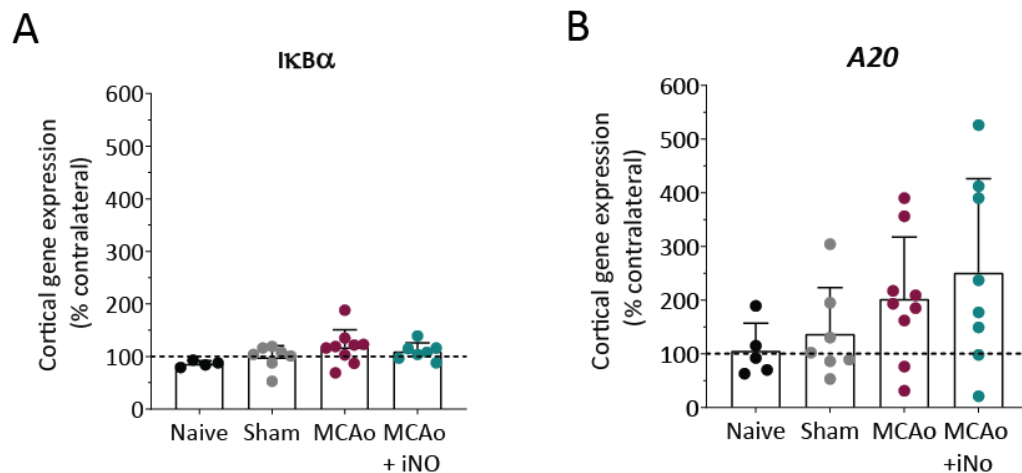 A
IκBα
Cortical gene expression
(% contralateral)
600
500
400
300
200
100
0
Naive Sham MCAo MCAo
+ iNO
B
A20
Cortical gene expression
(% contralateral)
600
500
400
300
200
100
0
Naive Sham MCAo MCAo
+iNo